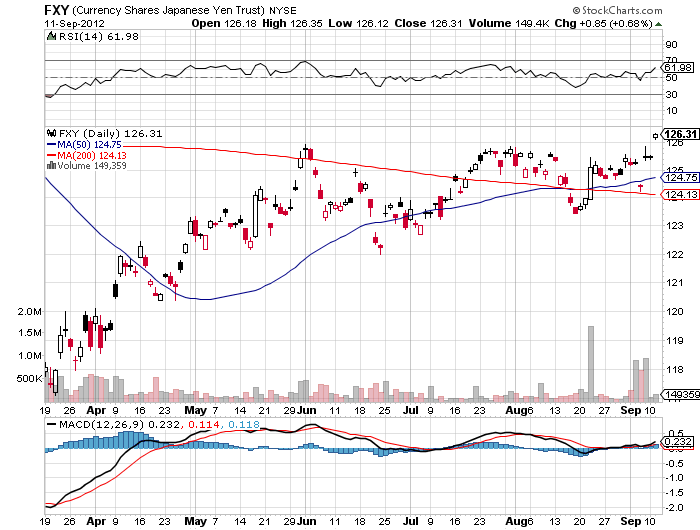 FXY (Currency Shares Japanese Yen Trust) NYSE © StockCharts.com
11-Sep-2012 Open 126.18 High 126.35 Low 126.12 Close 126.31 Volume 149.4K Chg +0.85 (+0.68%)
RSI(14) 61.98
90
70
61.98
50
30
10
FXY (Daily) 126.31
MA(50) 124.75
MA(200) 124.13
Volume 149,359
126.31
126
125
124.75
124.13
123
122
121
120
119
118
2.0M
1.5M
1.0M
500K
149359
19 26 Apr 9 16 23 May 7 14 21 29 Jun 11 18 25 Jul 9 16 23 Aug 6 13 20 27 Sep 10
MACD(12,26,9) 0.232, 0.114, 0.118
0.5
0.232
0.0
-0.5
-1.0
-1.5
-2.0
19 26 Apr 9 16 23 May 7 14 21 29 Jun 11 18 25 Jul 9 16 23 Aug 6 13 20 27 Sep 10